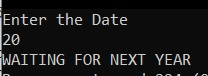 Enter the Date
20
WAITING FOR NEXT YEAR